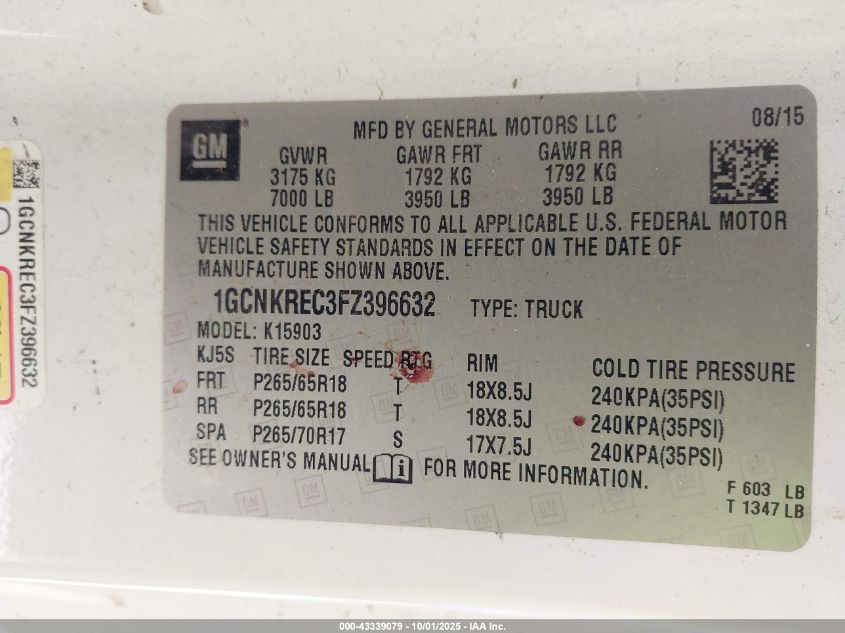 GM
08/15
MFD BY GENERAL MOTORS LLC
GVWR GAWR FRT GAWR RR
3175 KG 1792 KG 1792 KG
7000 LB 3950 LB 3950 LB
THIS VEHICLE CONFORMS TO ALL APPLICABLE U.S. FEDERAL MOTOR
VEHICLE SAFETY STANDARDS IN EFFECT ON THE DATE OF
MANUFACTURE SHOWN ABOVE.
1GCNKREC3FZ396632 TYPE: TRUCK
MODEL: K15903
KJ5S TIRE SIZE SPEED RTG RIM COLD TIRE PRESSURE
FRT P265/65R18 T 18X8.5J 240KPA(35PSI)
RR P265/65R18 T 18X8.5J 240KPA(35PSI)
SPA P265/70R17 S 17X7.5J 240KPA(35PSI)
SEE OWNER'S MANUAL FOR MORE INFORMATION.
F 603 LB
T 1347 LB
1GCNKREC3FZ396632
000-43339079 - 10/01/2025 - IAA Inc.